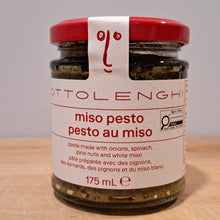 OTTOLENGHI
miso pesto
pesto au miso
paste made with onions, spinach,
pine nuts and white miso
pâte préparée avec des oignons,
des épinards, des pignons et du miso blanc
175 mL ℮